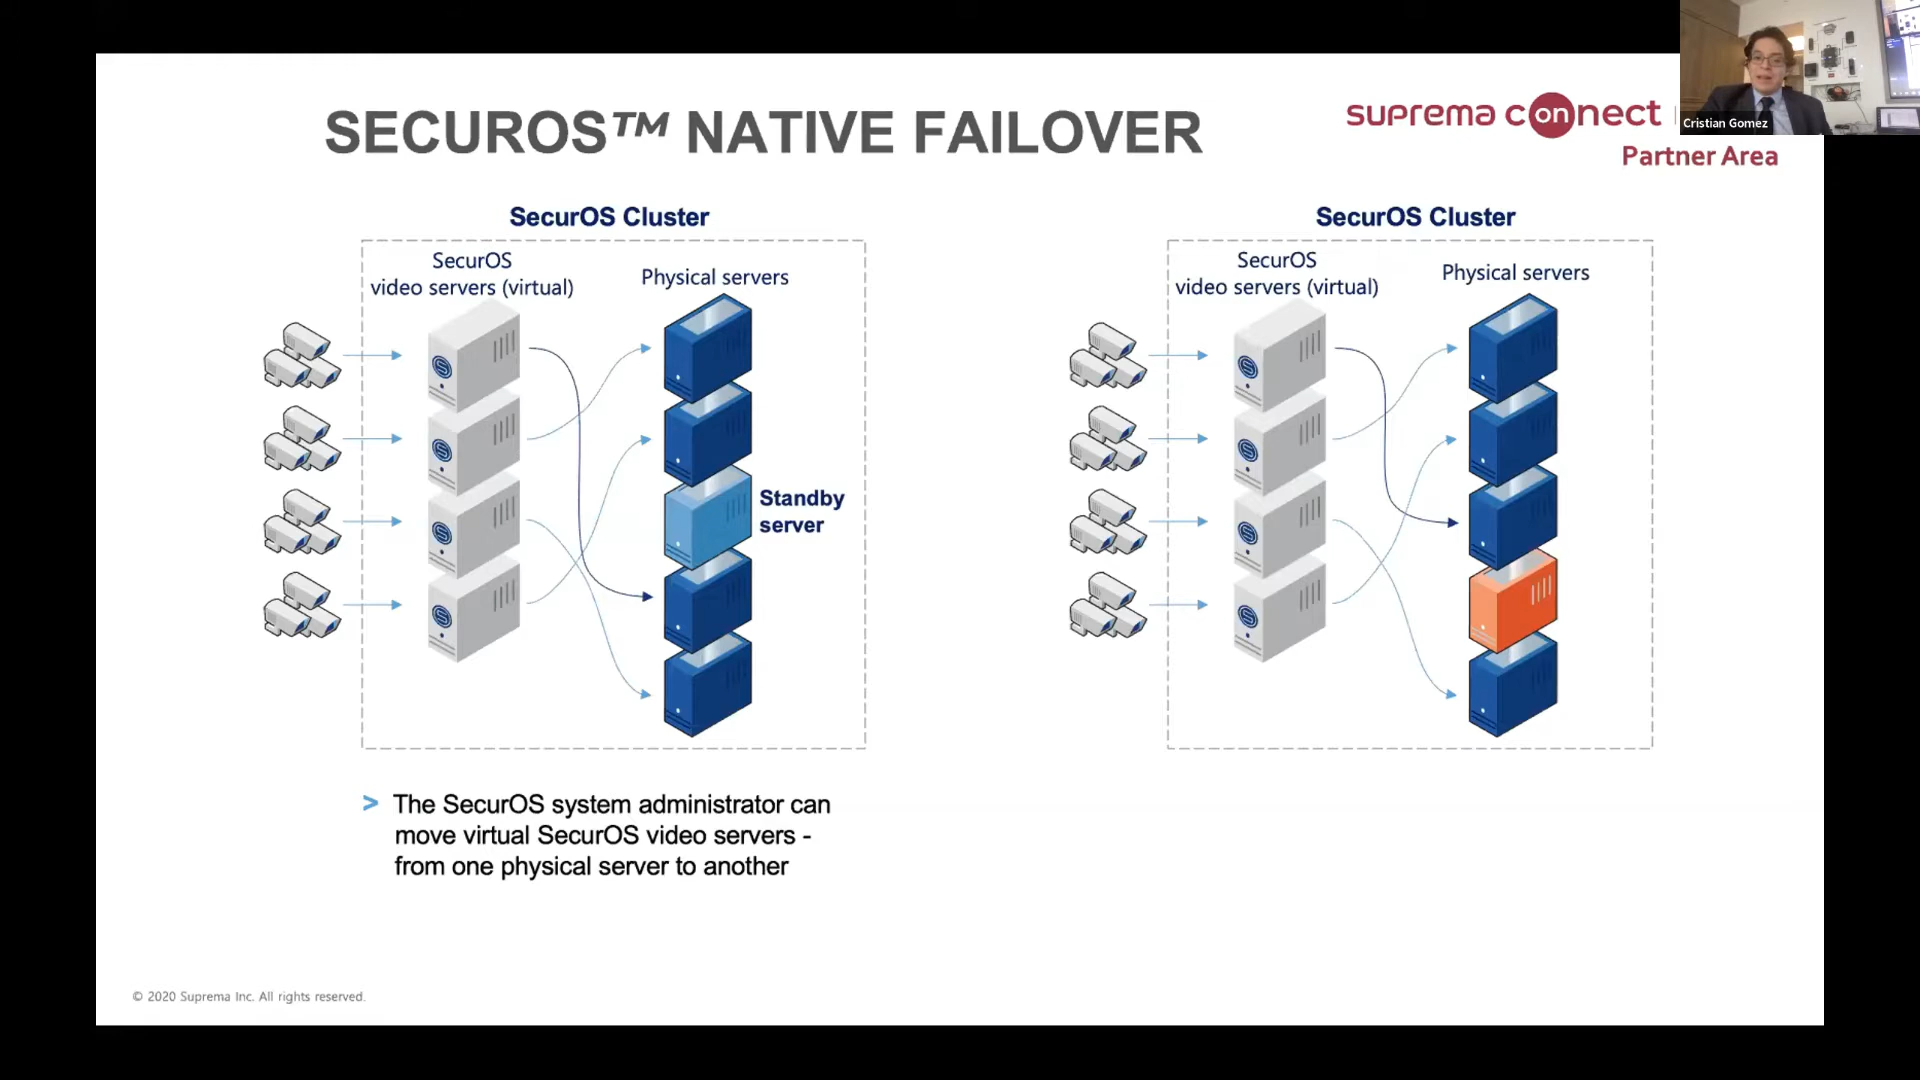 SECUROS™ NATIVE FAILOVER
suprema connect
Partner Area
Cristian Gomez
SecurOS Cluster
SecurOS
video servers (virtual)
Physical servers
Standby
server
SecurOS Cluster
SecurOS
video servers (virtual)
Physical servers
> The SecurOS system administrator can
move virtual SecurOS video servers -
from one physical server to another
© 2020 Suprema Inc. All rights reserved.